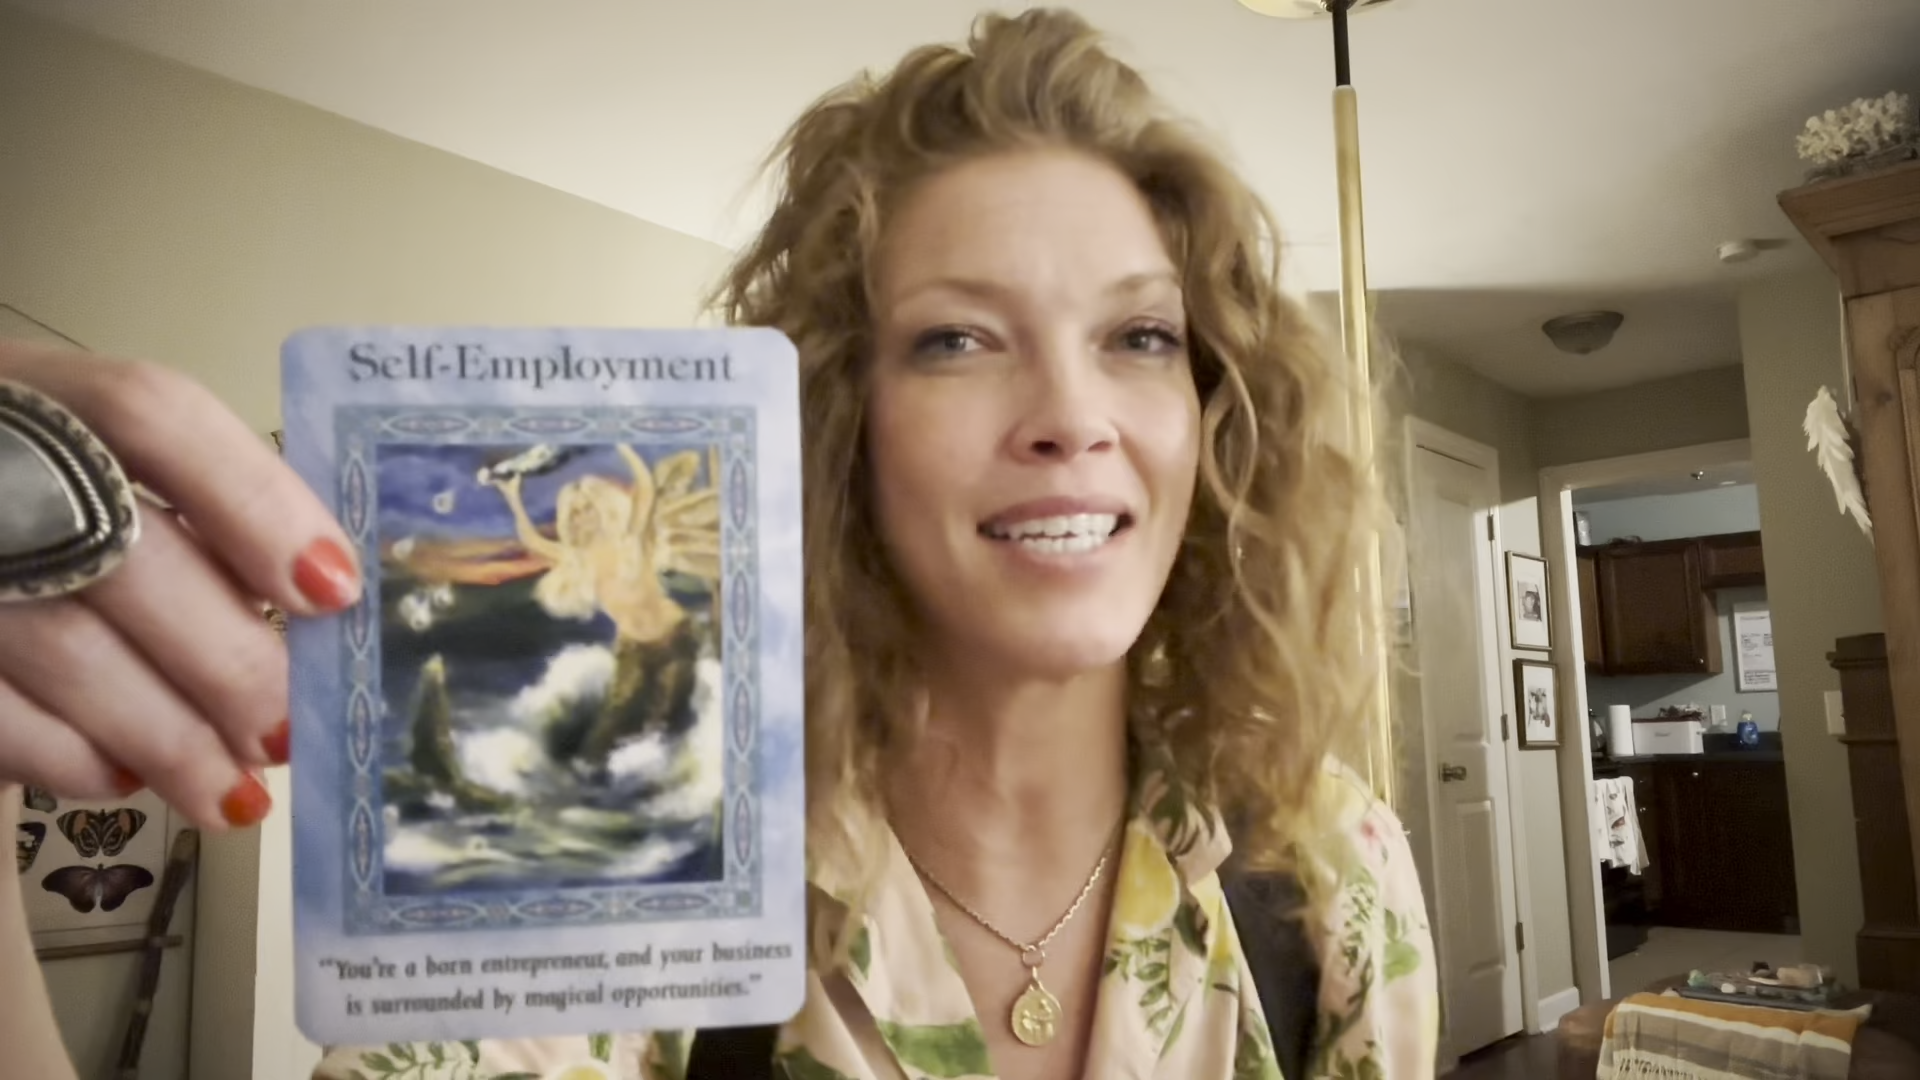 Self-Employment
"You're a born entrepreneur, and your business
is surrounded by magical opportunities."